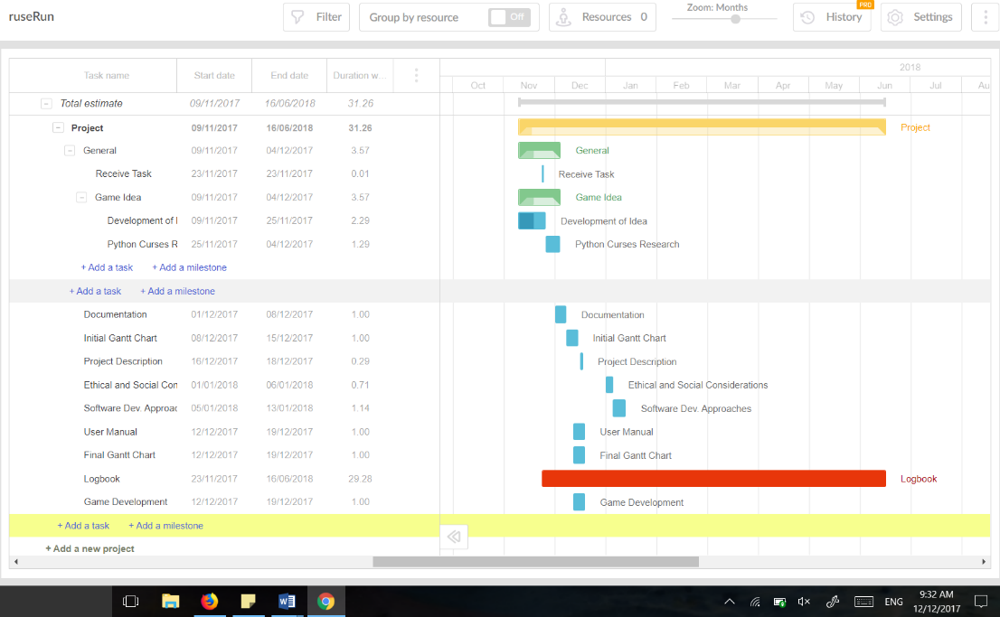 ruseRun
Filter
Group by resource Off
Resources 0
Zoom: Months
History PRO
Settings
Task name Start date End date Duration w...
2018
Oct Nov Dec Jan Feb Mar Apr May Jun Jul Au
Total estimate 09/11/2017 16/06/2018 31.26
Project 09/11/2017 16/06/2018 31.26 Project
General 09/11/2017 04/12/2017 3.57 General
Receive Task 23/11/2017 23/11/2017 0.01 Receive Task
Game Idea 09/11/2017 04/12/2017 3.57 Game Idea
Development of I 09/11/2017 25/11/2017 2.29 Development of Idea
Python Curses R 25/11/2017 04/12/2017 1.29 Python Curses Research
+ Add a task + Add a milestone
+ Add a task + Add a milestone
Documentation 01/12/2017 08/12/2017 1.00 Documentation
Initial Gantt Chart 08/12/2017 15/12/2017 1.00 Initial Gantt Chart
Project Description 16/12/2017 18/12/2017 0.29 Project Description
Ethical and Social Con 01/01/2018 06/01/2018 0.71 Ethical and Social Considerations
Software Dev. Approac 05/01/2018 13/01/2018 1.14 Software Dev. Approaches
User Manual 12/12/2017 19/12/2017 1.00 User Manual
Final Gantt Chart 12/12/2017 19/12/2017 1.00 Final Gantt Chart
Logbook 23/11/2017 16/06/2018 29.28 Logbook
Game Development 12/12/2017 19/12/2017 1.00 Game Development
+ Add a task + Add a milestone
+ Add a new project
ENG
9:32 AM
12/12/2017